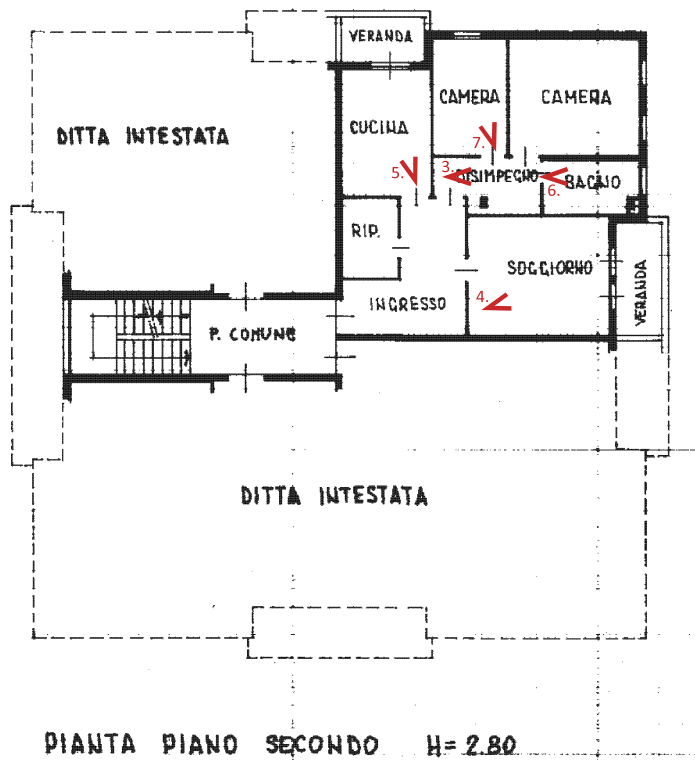 VERANDA
CAMERA
CAMERA
DITTA INTESTATA
CUCINA
7.
5.
3.
DISIMPEGNO
BAGNO
6.
RIP.
SOGGIORNO
VERANDA
INGRESSO
4.
P. COMUNE
DITTA INTESTATA
PIANTA PIANO SECONDO H= 2.80